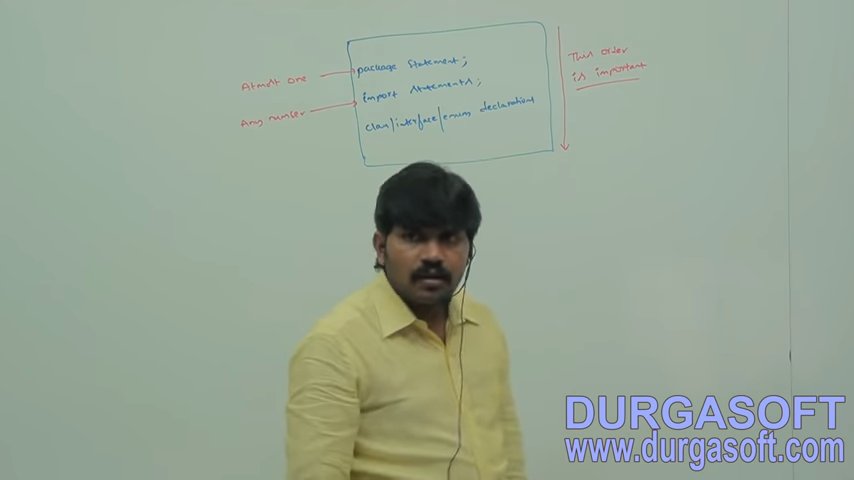 package statement;
import statements;
class/interface/enum declarations
Atmost one
Any number
This order
is important
DURGASOFT
www.durgasoft.com